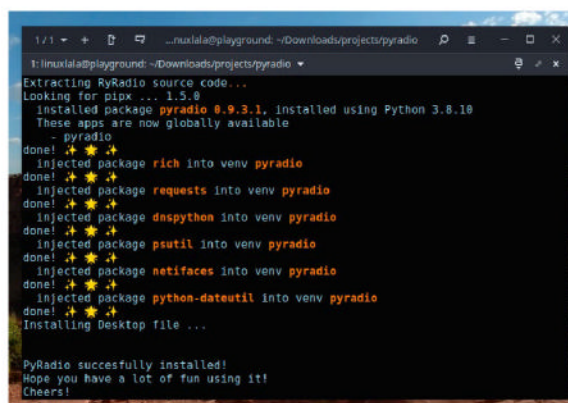 1/1 ...nuxlala@playground: ~/Downloads/projects/pyradio
1: linuxlala@playground:~/Downloads/projects/pyradio
Extracting RyRadio source code...
Looking for pipx ... 1.5.0
installed package pyradio 0.9.3.1, installed using Python 3.8.10
These apps are now globally available
- pyradio
done!
injected package rich into venv pyradio
done!
injected package requests into venv pyradio
done!
injected package dnspython into venv pyradio
done!
injected package psutil into venv pyradio
done!
injected package netifaces into venv pyradio
done!
injected package python-dateutil into venv pyradio
done!
Installing Desktop file ...
PyRadio succesfully installed!
Hope you have a lot of fun using it!
Cheers!